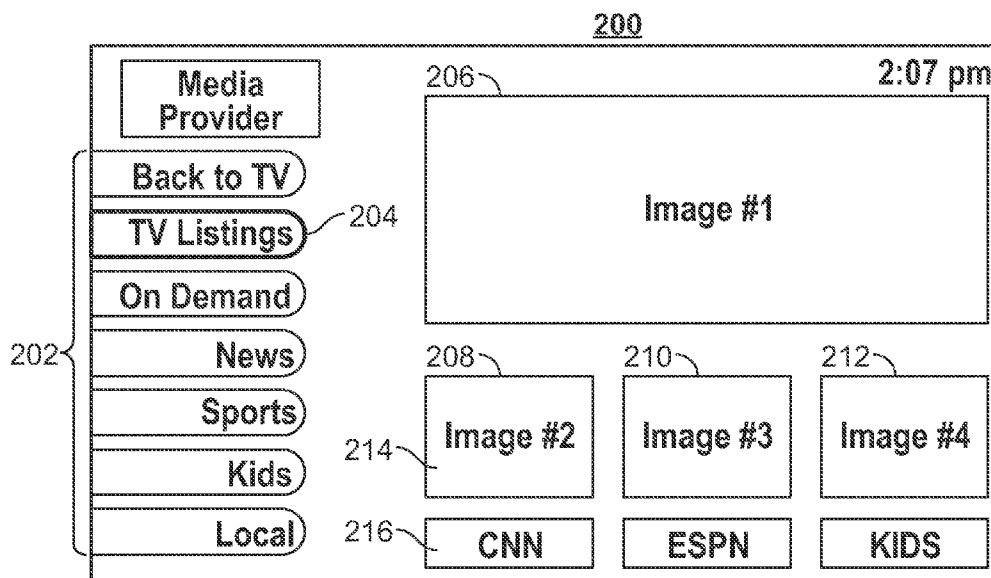 200
2:07 pm
Media
Provider
206
Back to TV
TV Listings
204
Image #1
On Demand
202
News
208
210
212
Sports
Image #2
Image #3
Image #4
214
Kids
Local
216
CNN
ESPN
KIDS